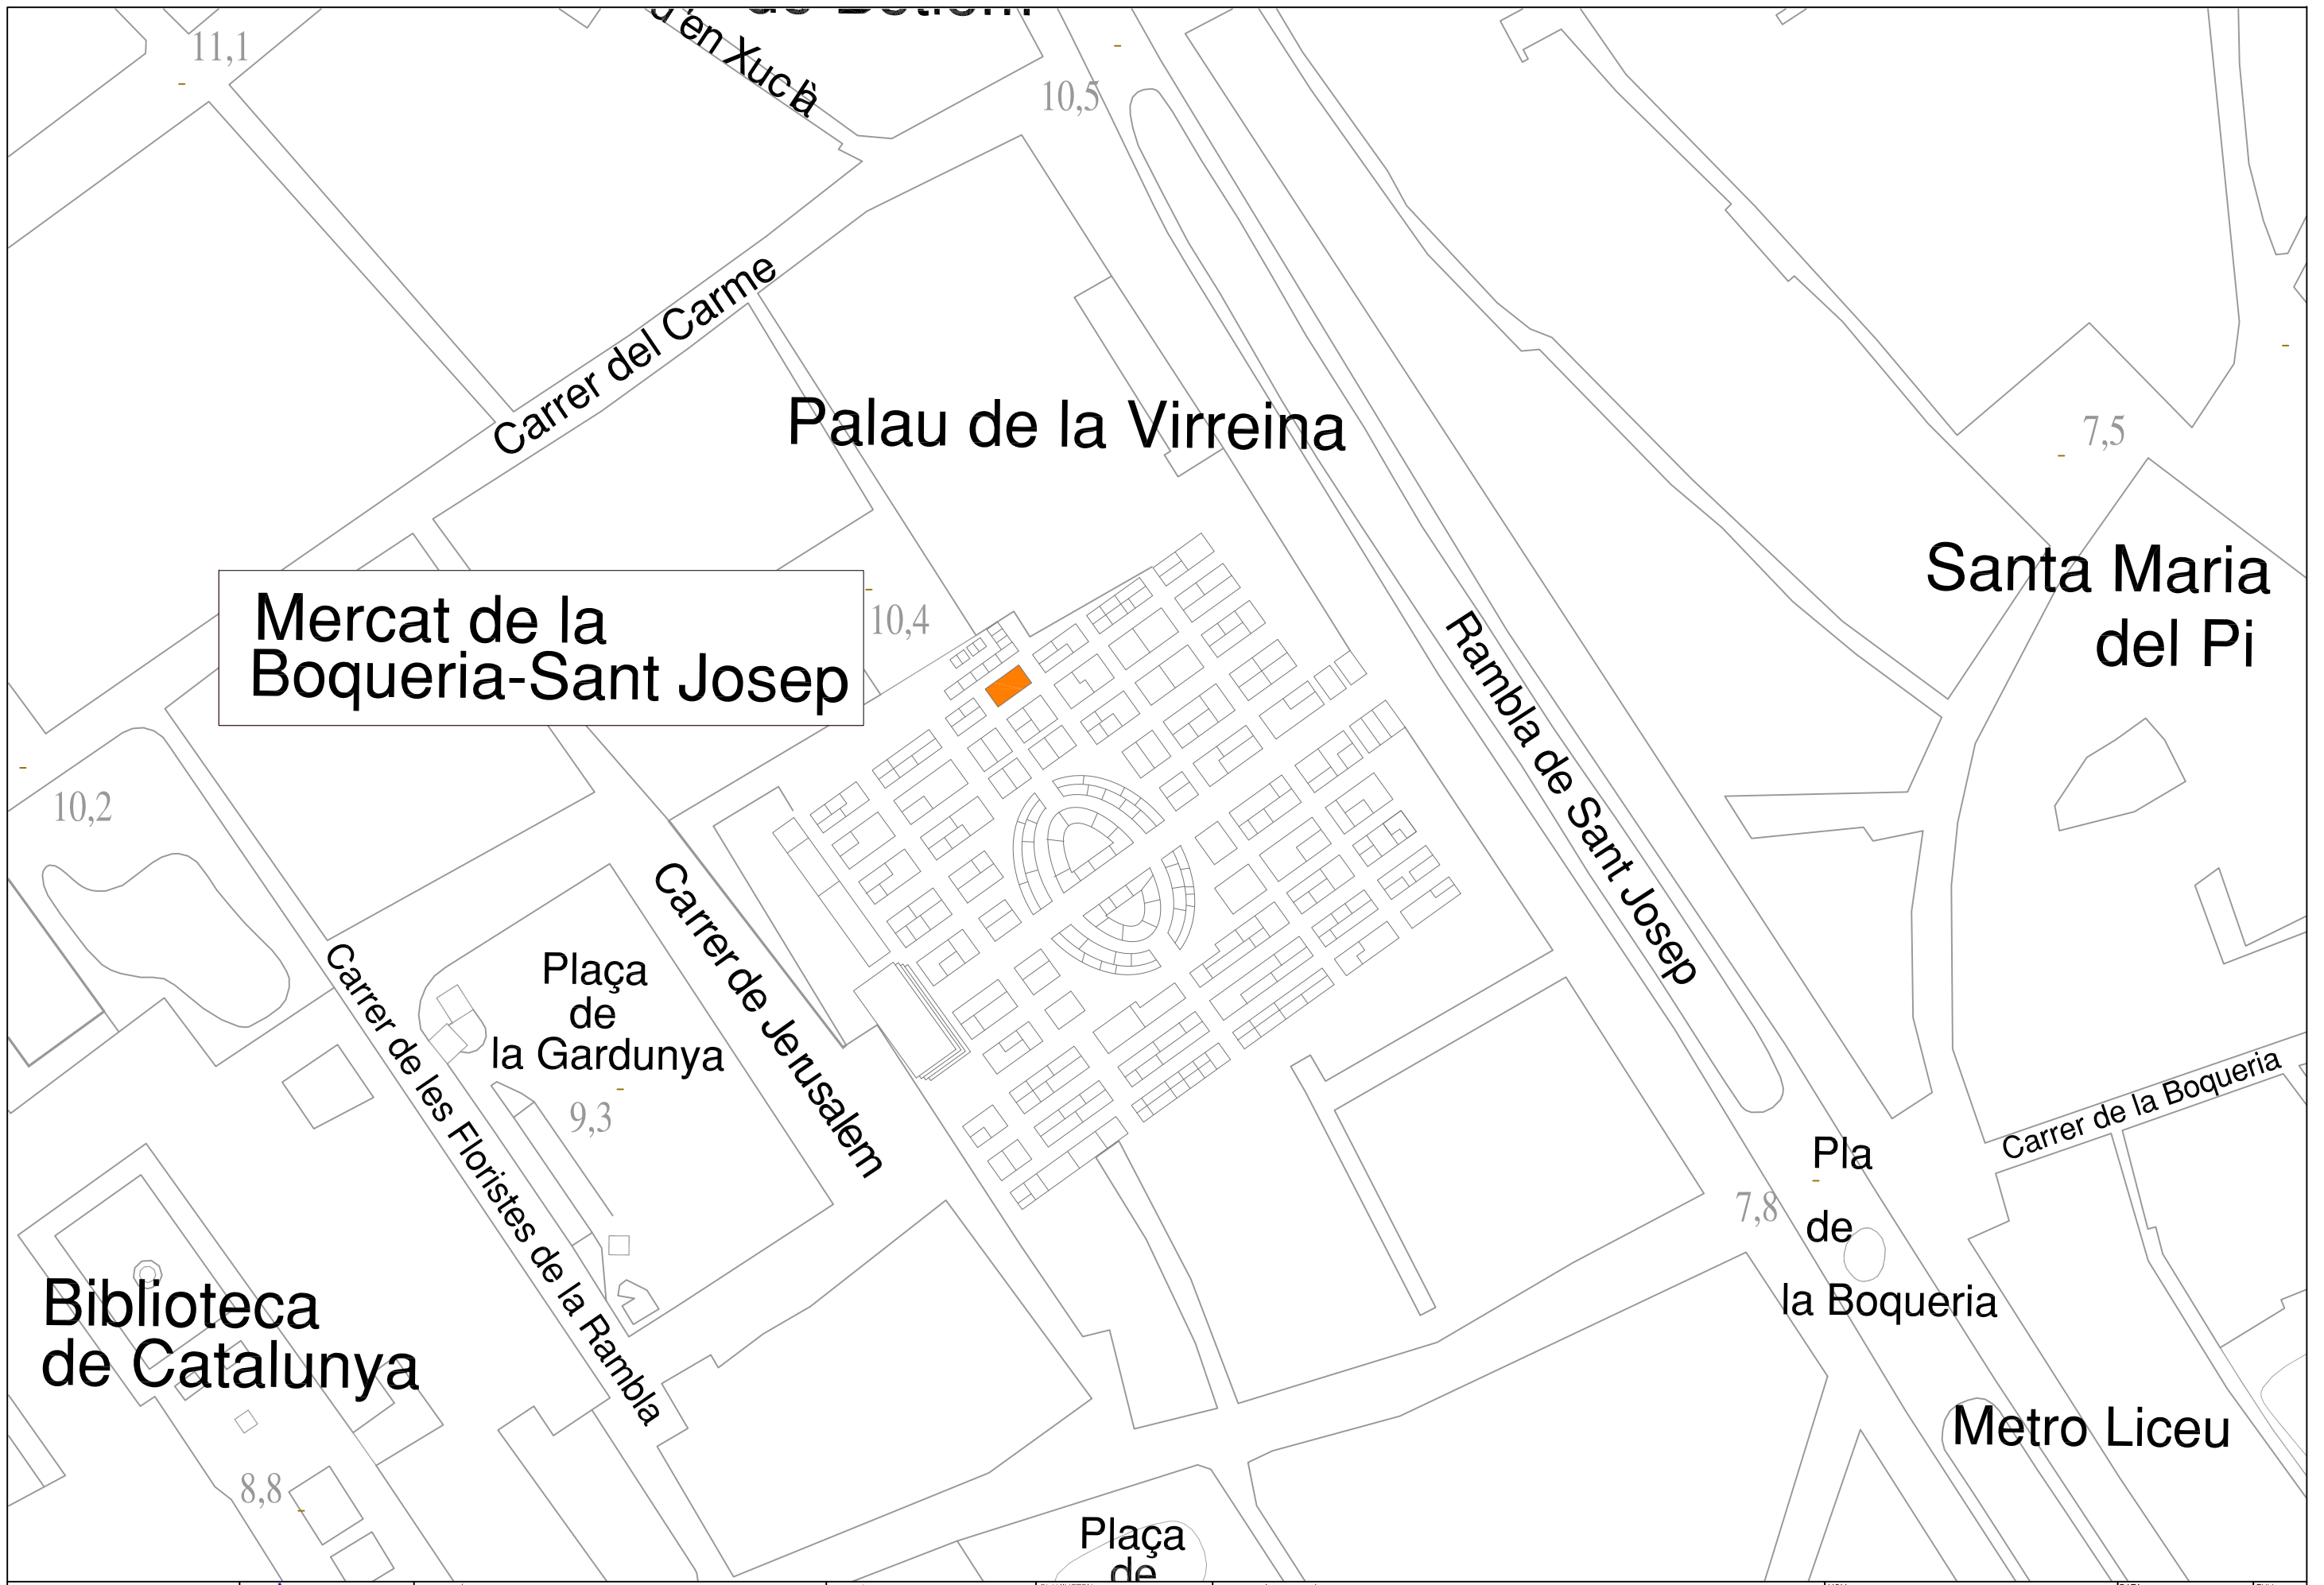 d'en Xuclà
11,1
10,5
Carrer del Carme
Palau de la Virreina
7,5
Santa Maria
del Pi
Mercat de la
Boqueria-Sant Josep
10,4
Rambla de Sant Josep
10,2
Carrer de Jerusalem
Plaça
de
la Gardunya
9,3
Carrer de les Floristes de la Rambla
Carrer de la Boqueria
Pla
de
la Boqueria
7,8
Biblioteca
de Catalunya
8,8
Metro Liceu
Plaça
de